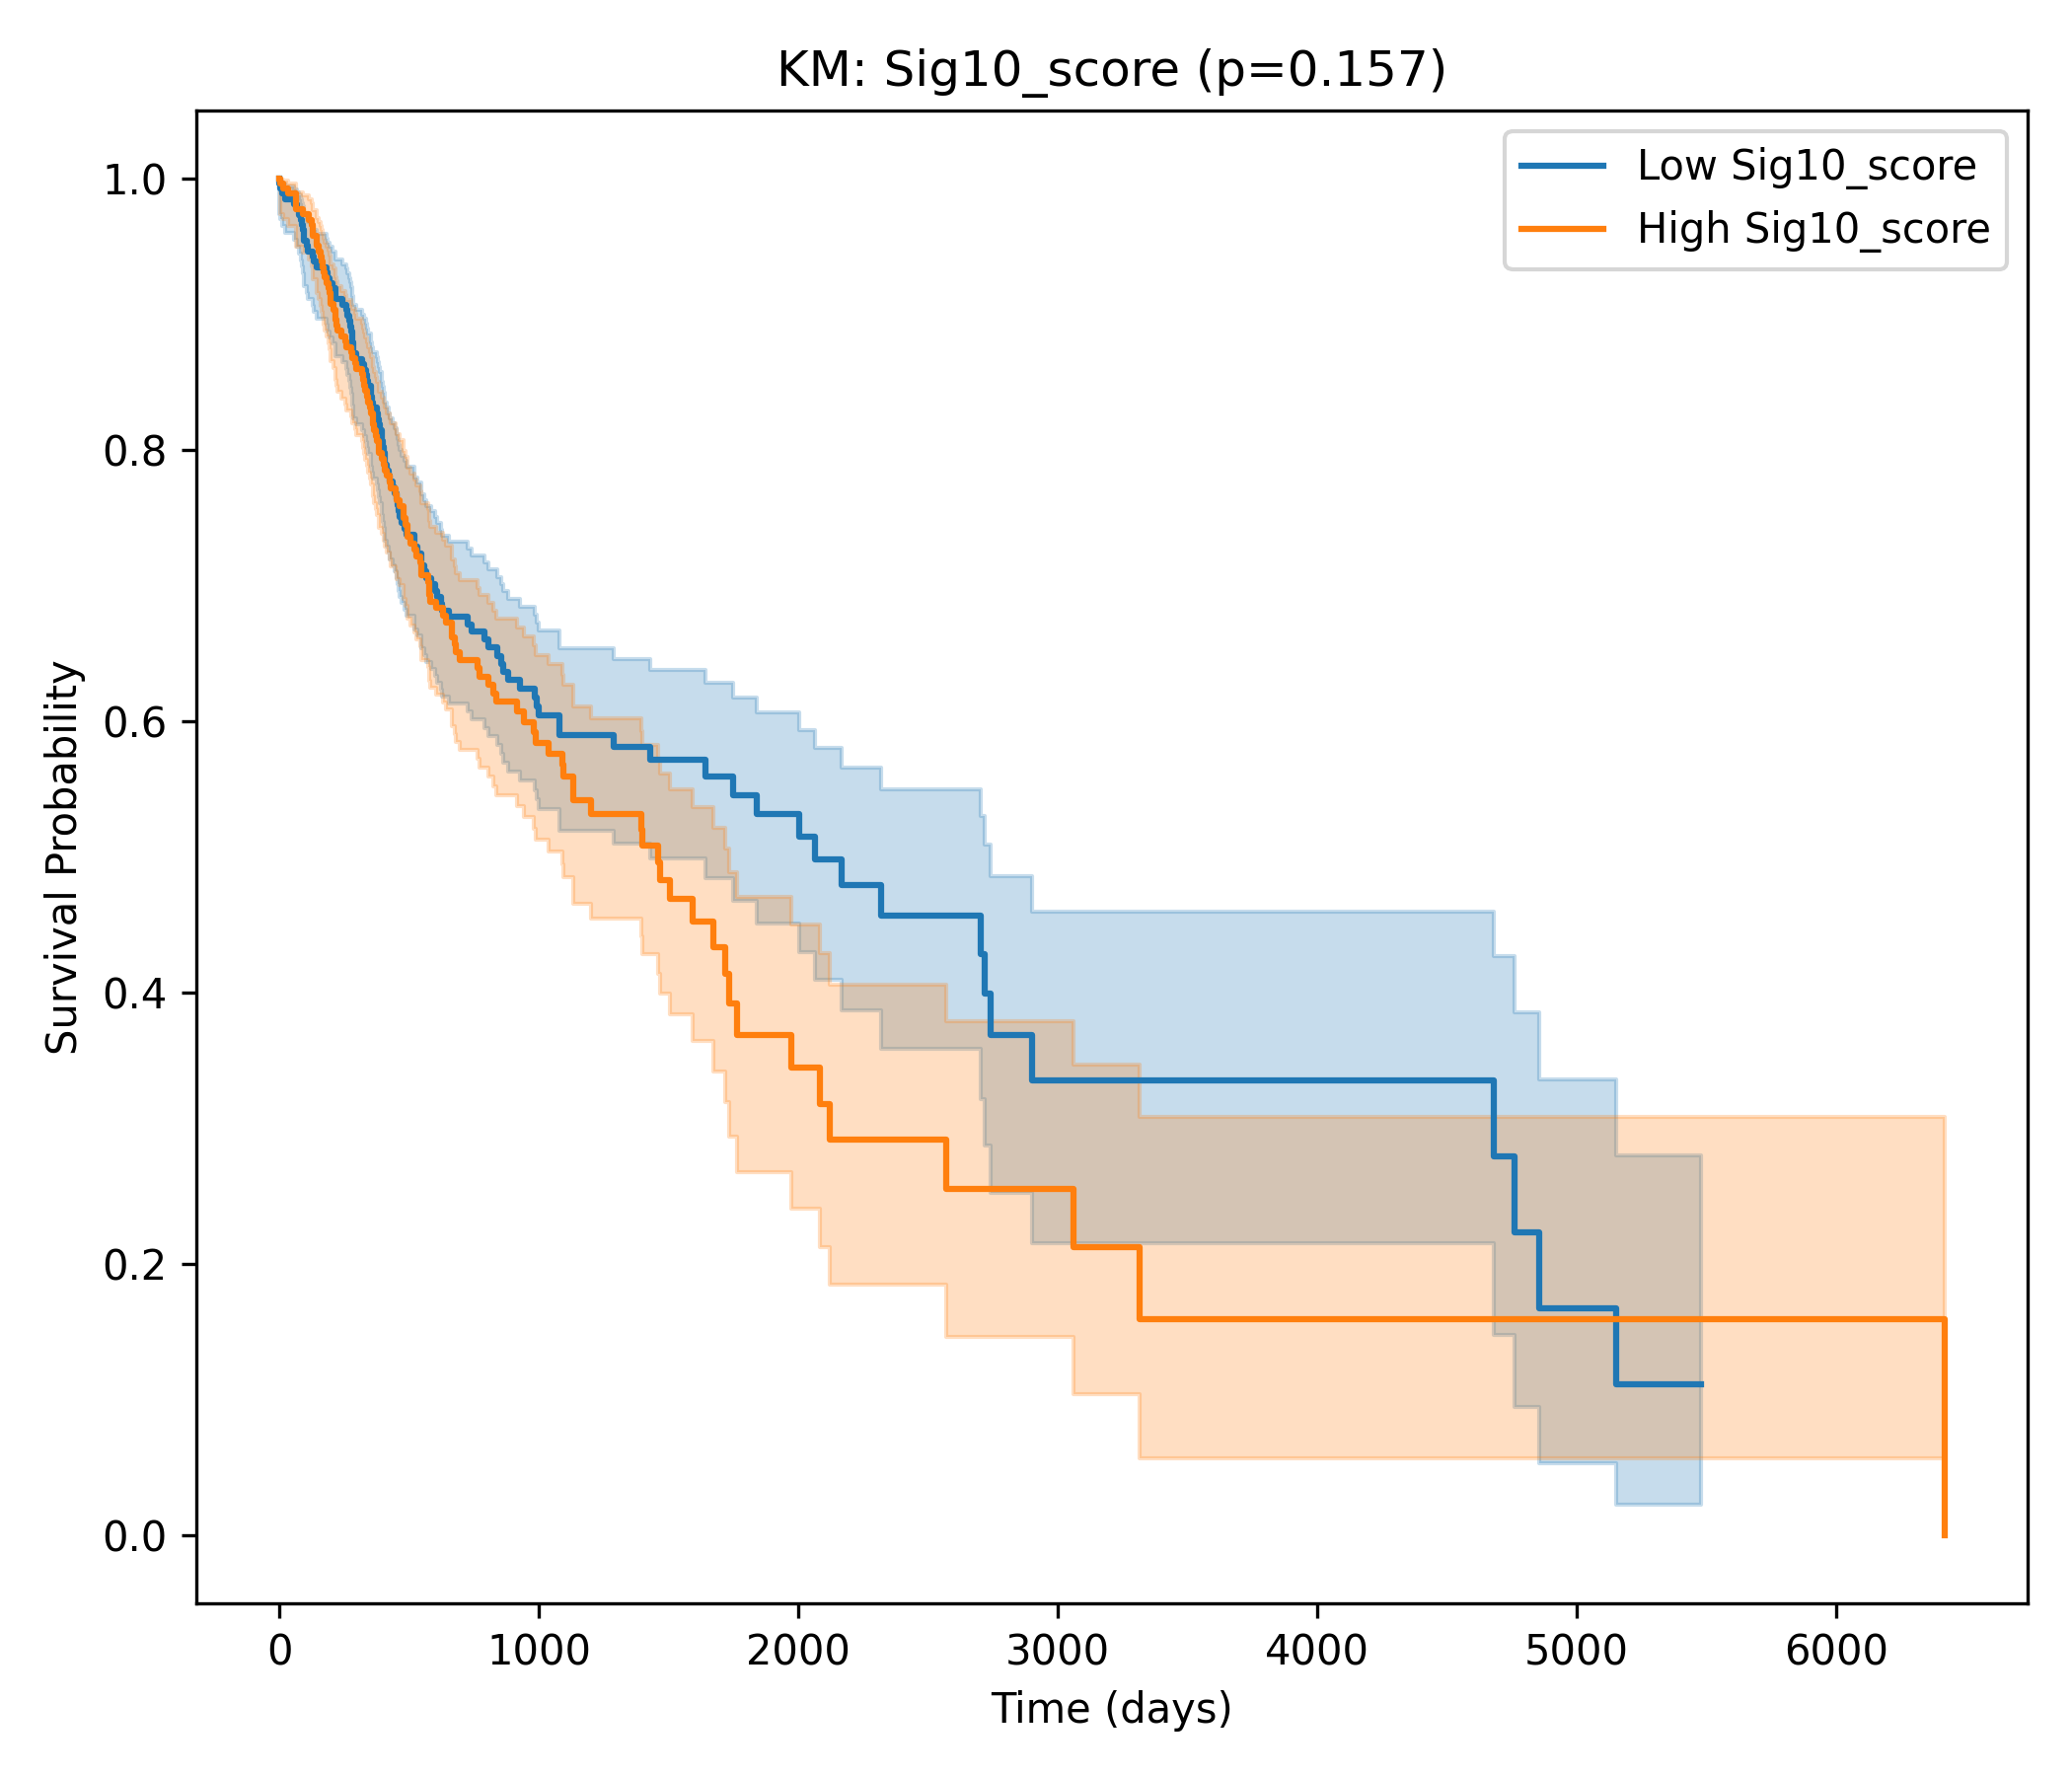 KM: Sig10_score (p=0.157)
Low Sig10_score
High Sig10_score
1.0
0.8
0.6
0.4
0.2
0.0
Survival Probability
0 1000 2000 3000 4000 5000 6000
Time (days)